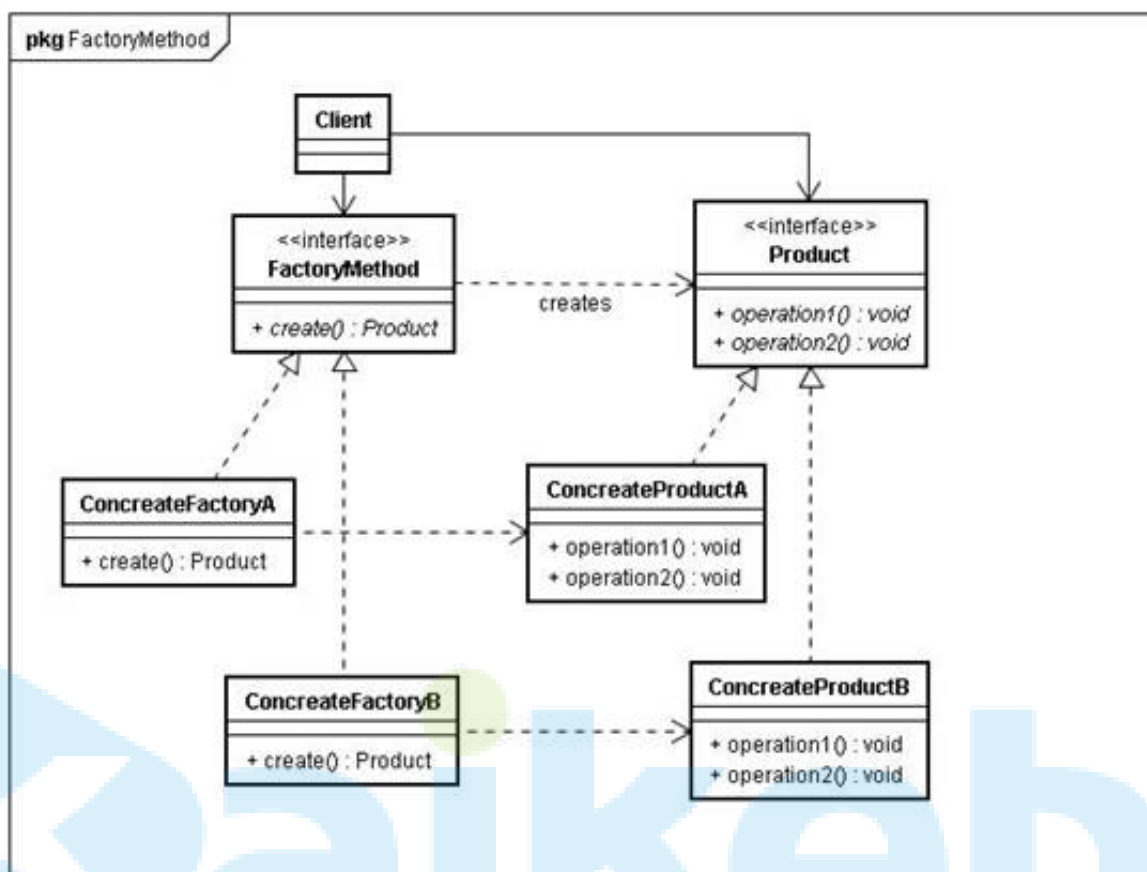 pkg FactoryMethod
Client
<<interface>>
FactoryMethod
+ create() : Product
creates
<<interface>>
Product
+ operation1() : void
+ operation2() : void
ConcreateFactoryA
+ create() : Product
ConcreateProductA
+ operation1() : void
+ operation2() : void
ConcreateFactoryB
+ create() : Product
ConcreateProductB
+ operation1() : void
+ operation2() : void